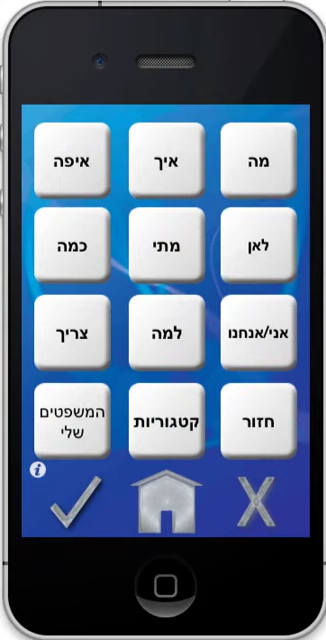 מה
איך
איפה
לאן
מתי
כמה
אני/אנחנו
למה
צריך
חזור
קטגוריות
המשפטים
שלי
i
X